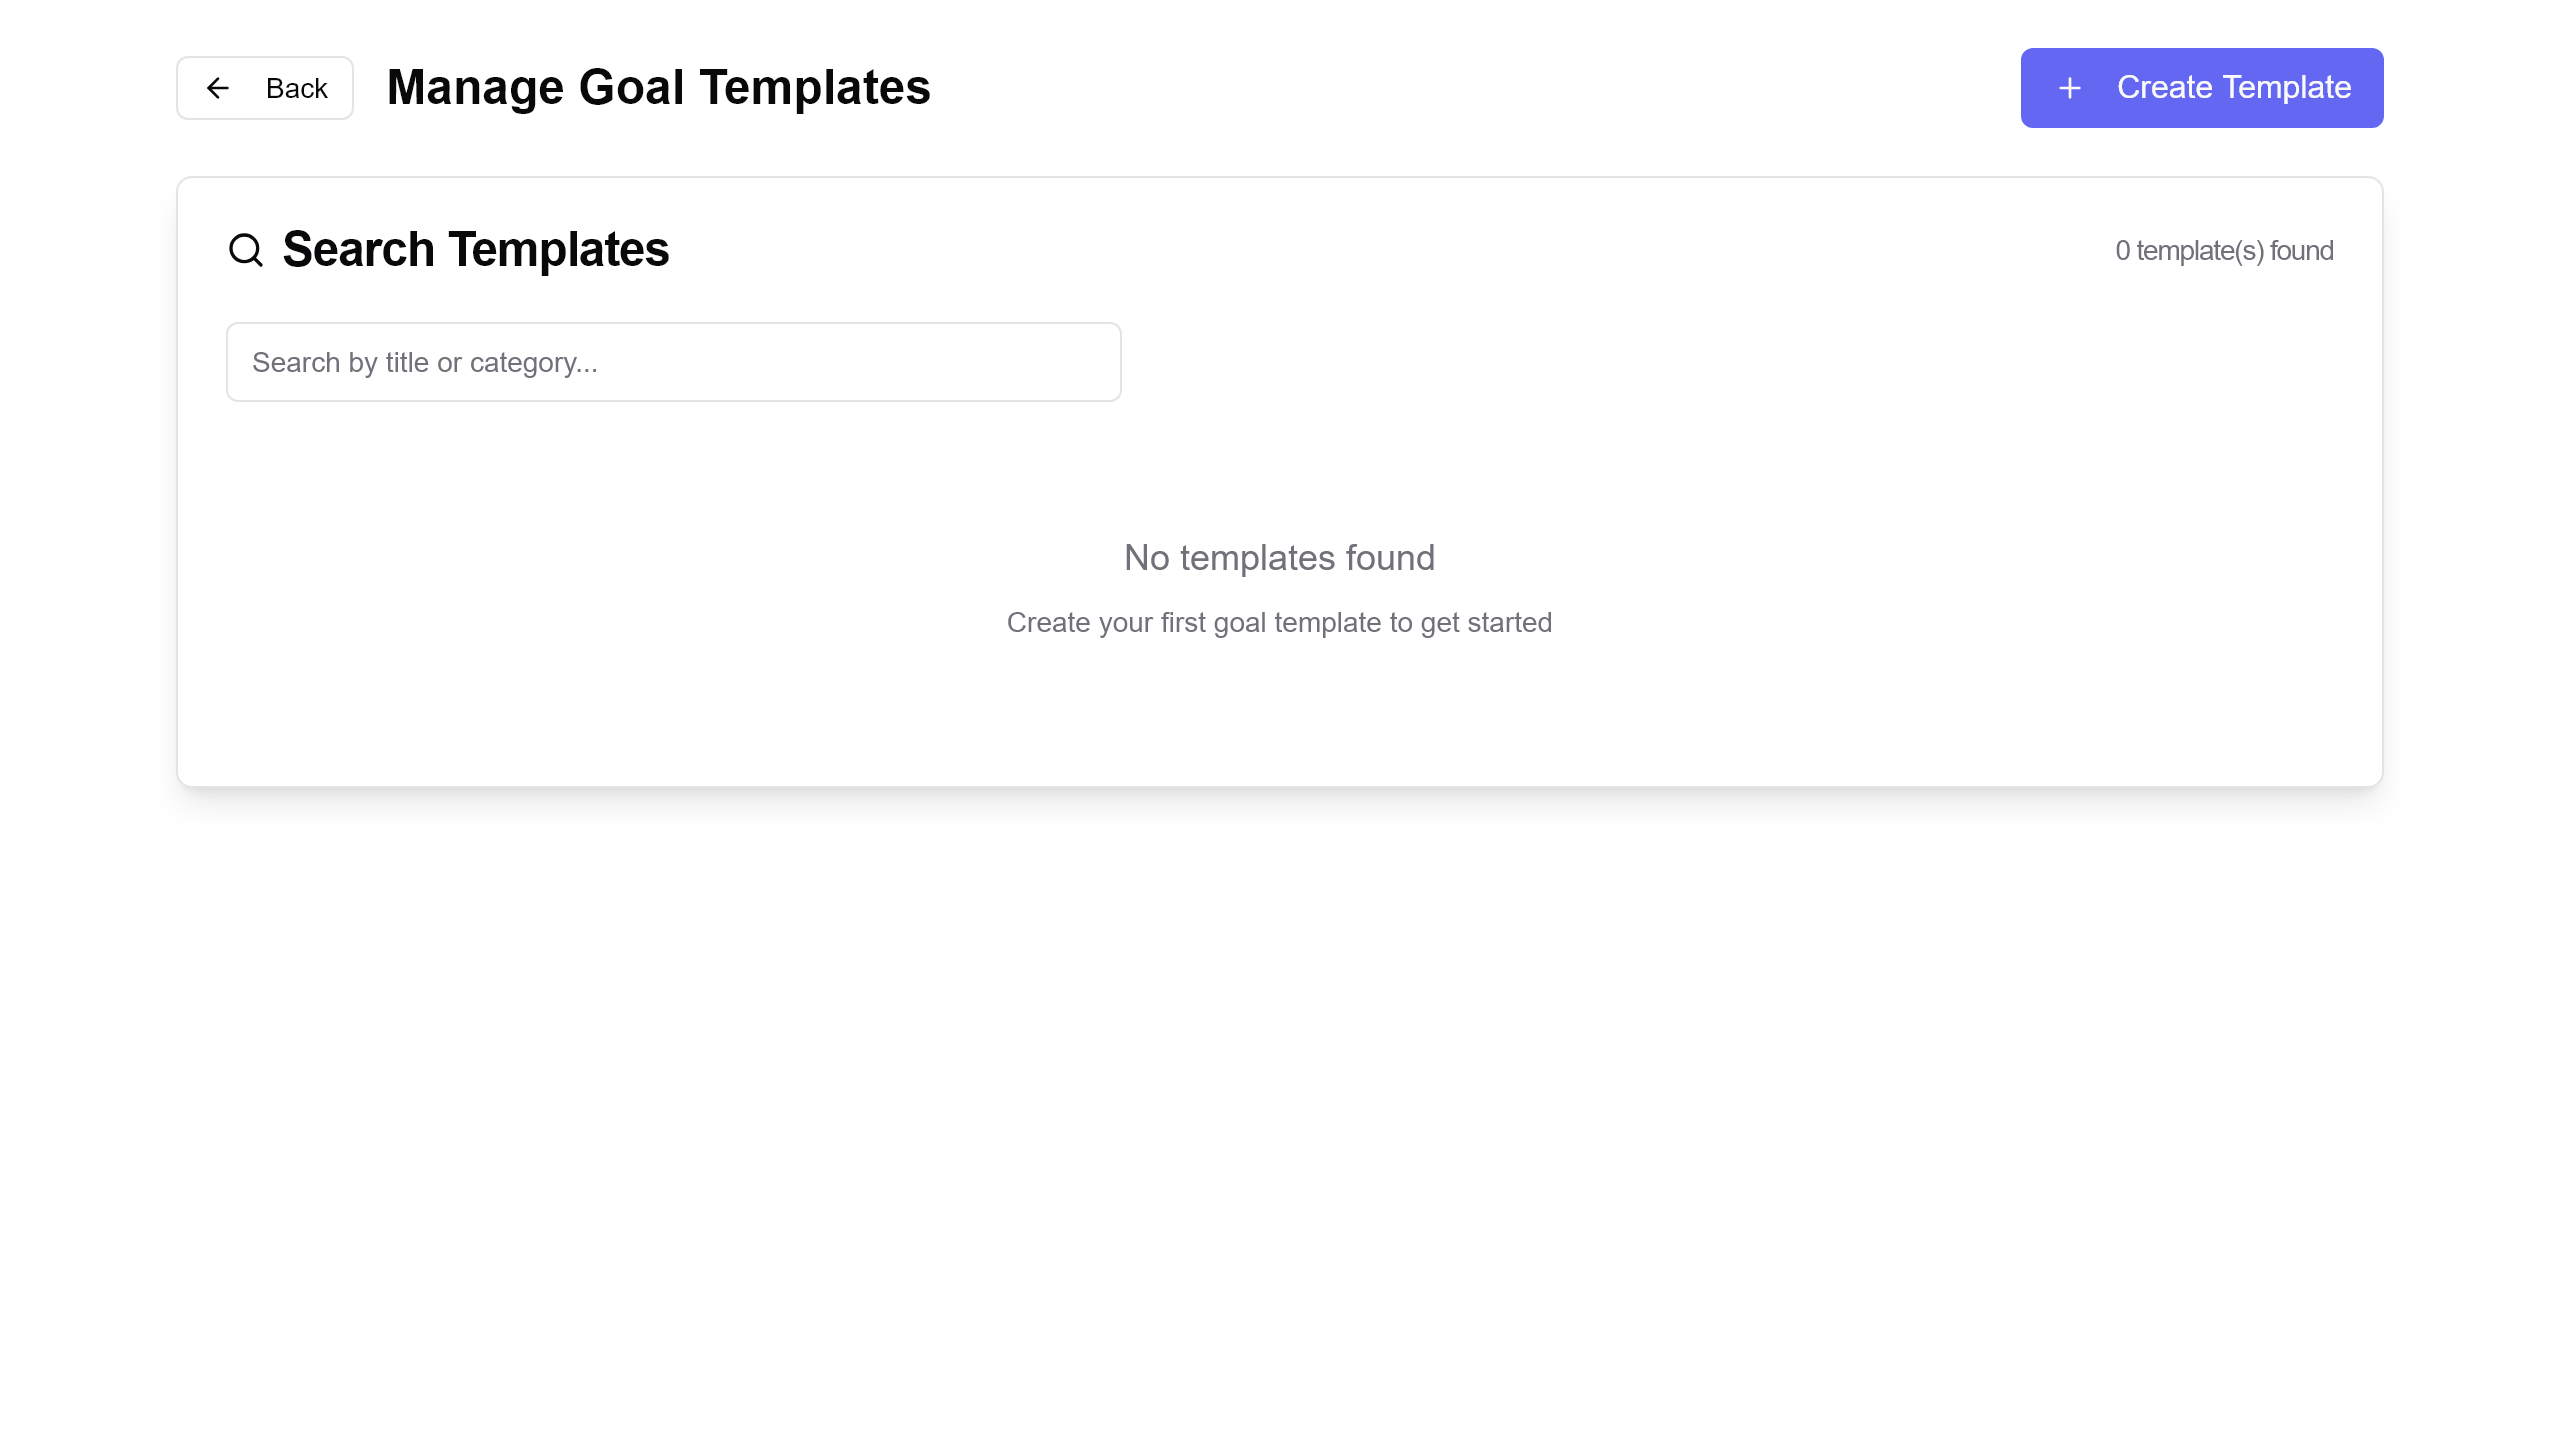 Back
Manage Goal Templates
Create Template
Search Templates
0 template(s) found
Search by title or category...
No templates found
Create your first goal template to get started